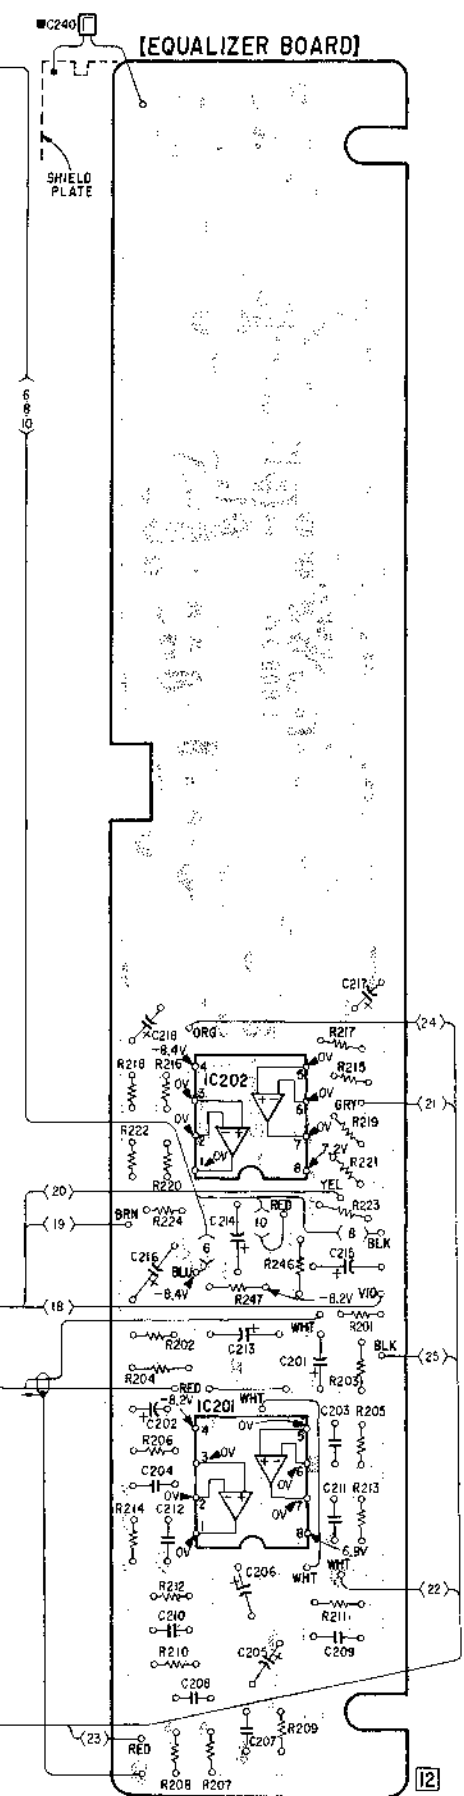 ■C240
[EQUALIZER BOARD]
SHIELD
PLATE
6
8
10
C217
C218
ORG
(24)
R217
-8.4V
R218
R216
4
IC202
5
0V
R215
0V
3
6
0V
GRY
(21)
R219
0V
2
7
0V
R222
7.2V
1
0V
8
R221
R220
YEL
(20)
BRN
R224
C214
RED
R223
(19)
10
8
BLK
C216
6
R246
C215
BLU
-8.4V
R247
-8.2V
VIO
(18)
WHT
R201
R202
C213
BLK
(25)
R204
C201
R203
RED
-8.2V
IC201
WHT
C202
4
0V
5
C203
R205
R206
3
0V
C204
6
0V
0V
2
7
0V
C211
R213
R214
C212
1
8
0V
6.9V
WHT
WHT
R212
C206
(22)
C210
R211
R210
C205
C209
C208
R209
C207
(23)
RED
R208
R207
12